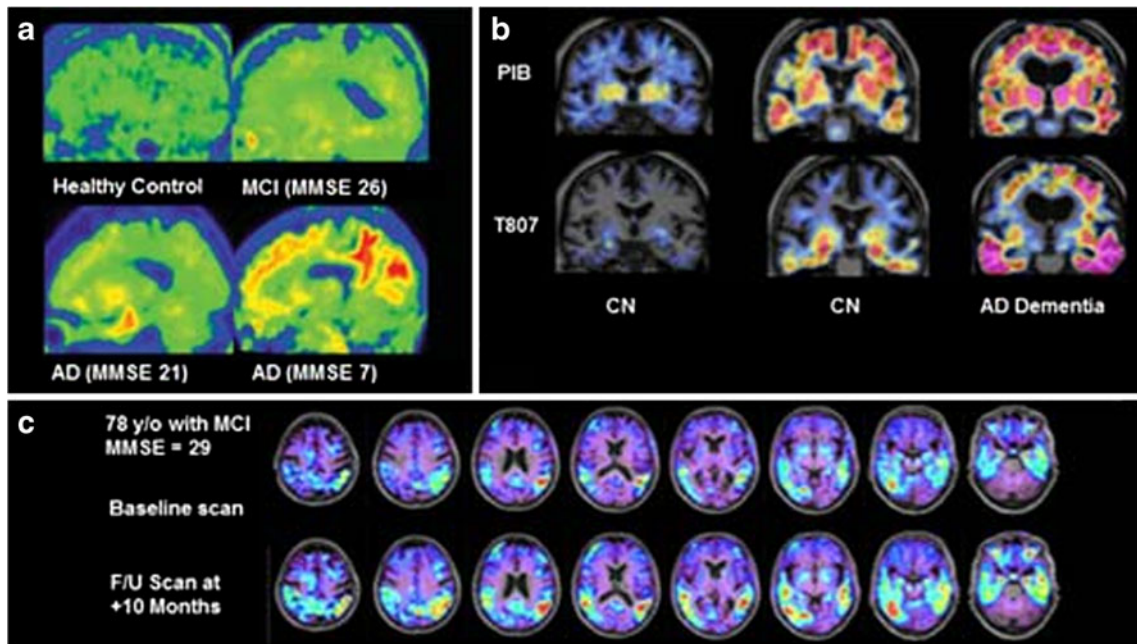 a
Healthy Control
MCI (MMSE 26)
AD (MMSE 21)
AD (MMSE 7)
b
PIB
T807
CN
CN
AD Dementia
c
78 y/o with MCI
MMSE = 29
Baseline scan
F/U Scan at
+10 Months